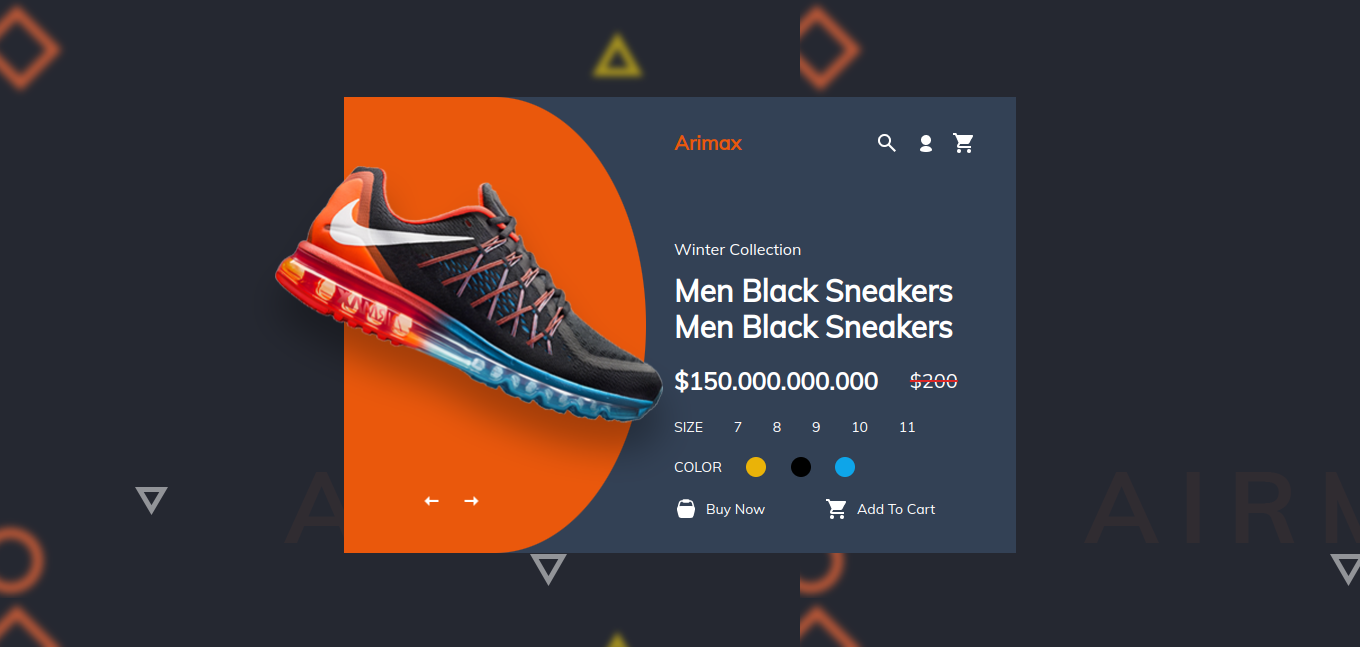 Arimax
Winter Collection
Men Black Sneakers
Men Black Sneakers
$150.000.000.000 $200
SIZE 7 8 9 10 11
COLOR
Buy Now Add To Cart
A
AIRM